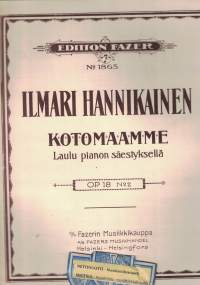 EDITION FAZER
No 1865
ILMARI HANNIKAINEN
KOTOMAAMME
Laulu pianon säestyksellä
OP 18 No 2
Fazerin Musiikkikauppa
AB FAZERS MUSIKHANDEL
Helsinki - Helsingfors